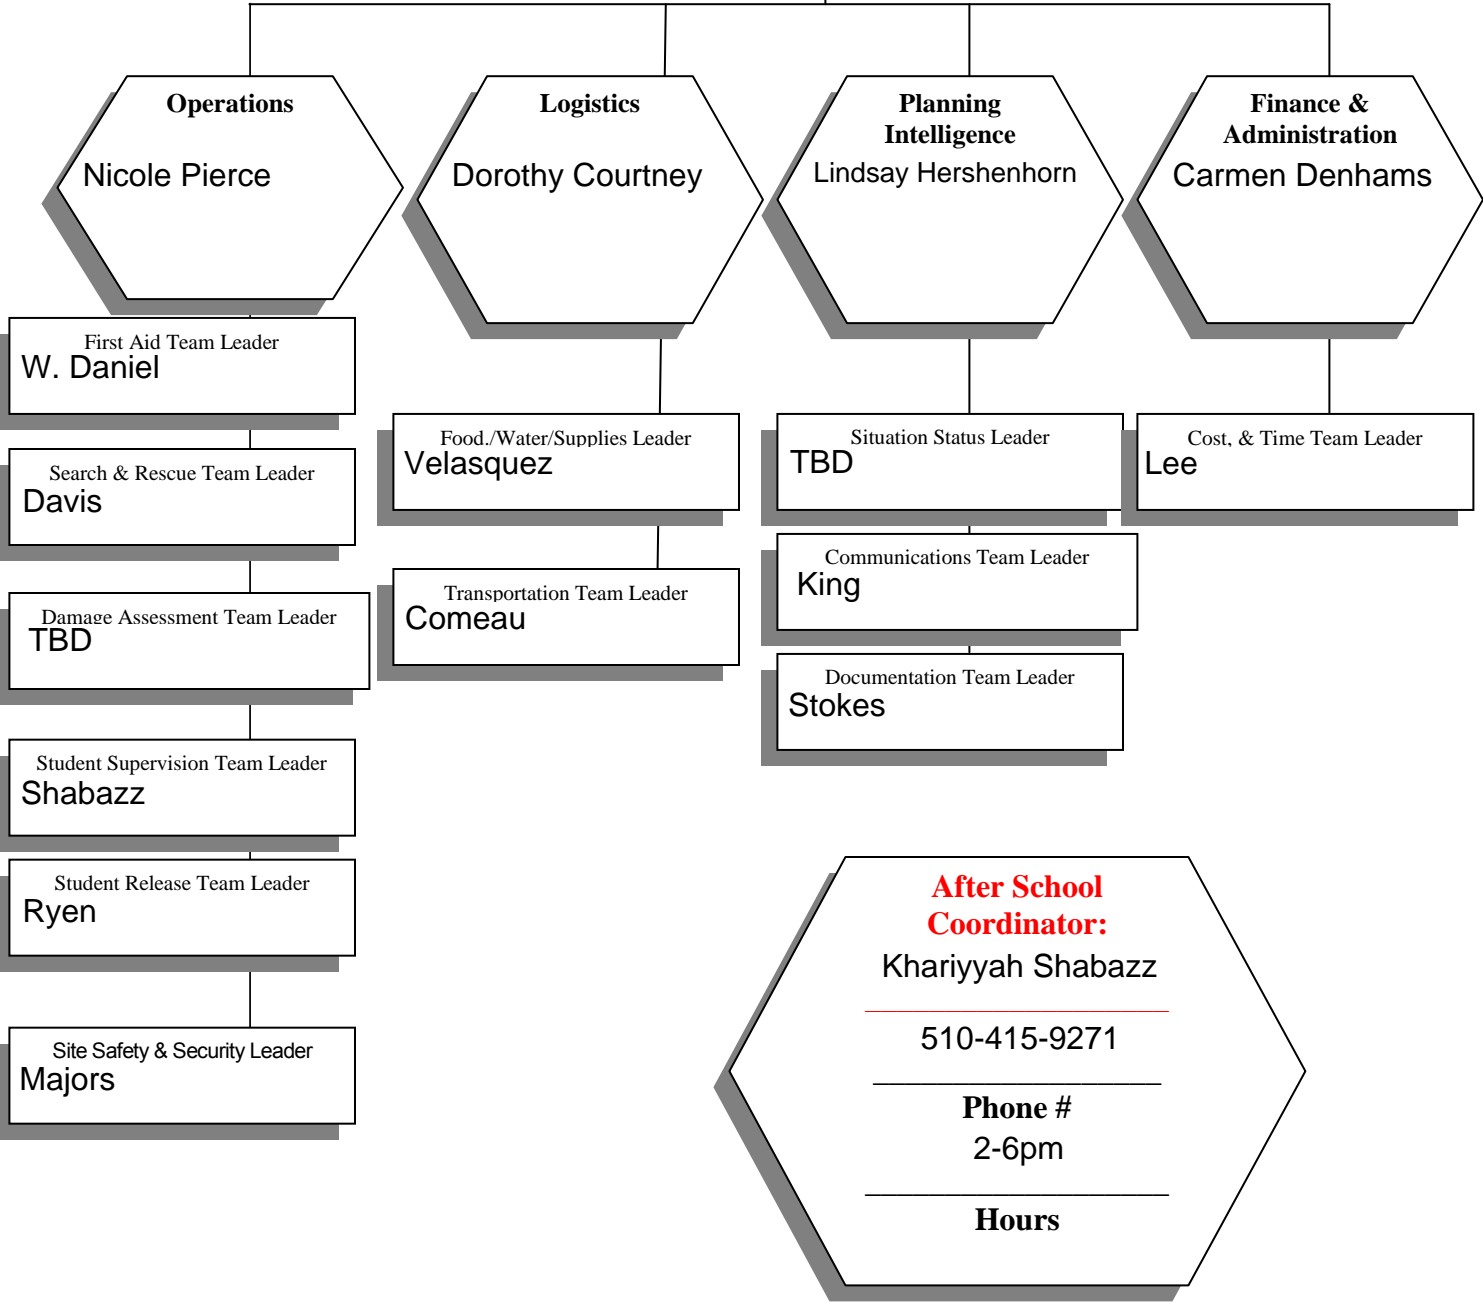 Operations
Nicole Pierce
Logistics
Dorothy Courtney
Planning
Intelligence
Lindsay Hershenhorn
Finance &
Administration
Carmen Denhams
First Aid Team Leader
W. Daniel
Search & Rescue Team Leader
Davis
Damage Assessment Team Leader
TBD
Student Supervision Team Leader
Shabazz
Student Release Team Leader
Ryen
Site Safety & Security Leader
Majors
Food./Water/Supplies Leader
Velasquez
Transportation Team Leader
Comeau
Situation Status Leader
TBD
Communications Team Leader
King
Documentation Team Leader
Stokes
Cost, & Time Team Leader
Lee
After School
Coordinator:
Khariyyah Shabazz
510-415-9271
Phone #
2-6pm
Hours